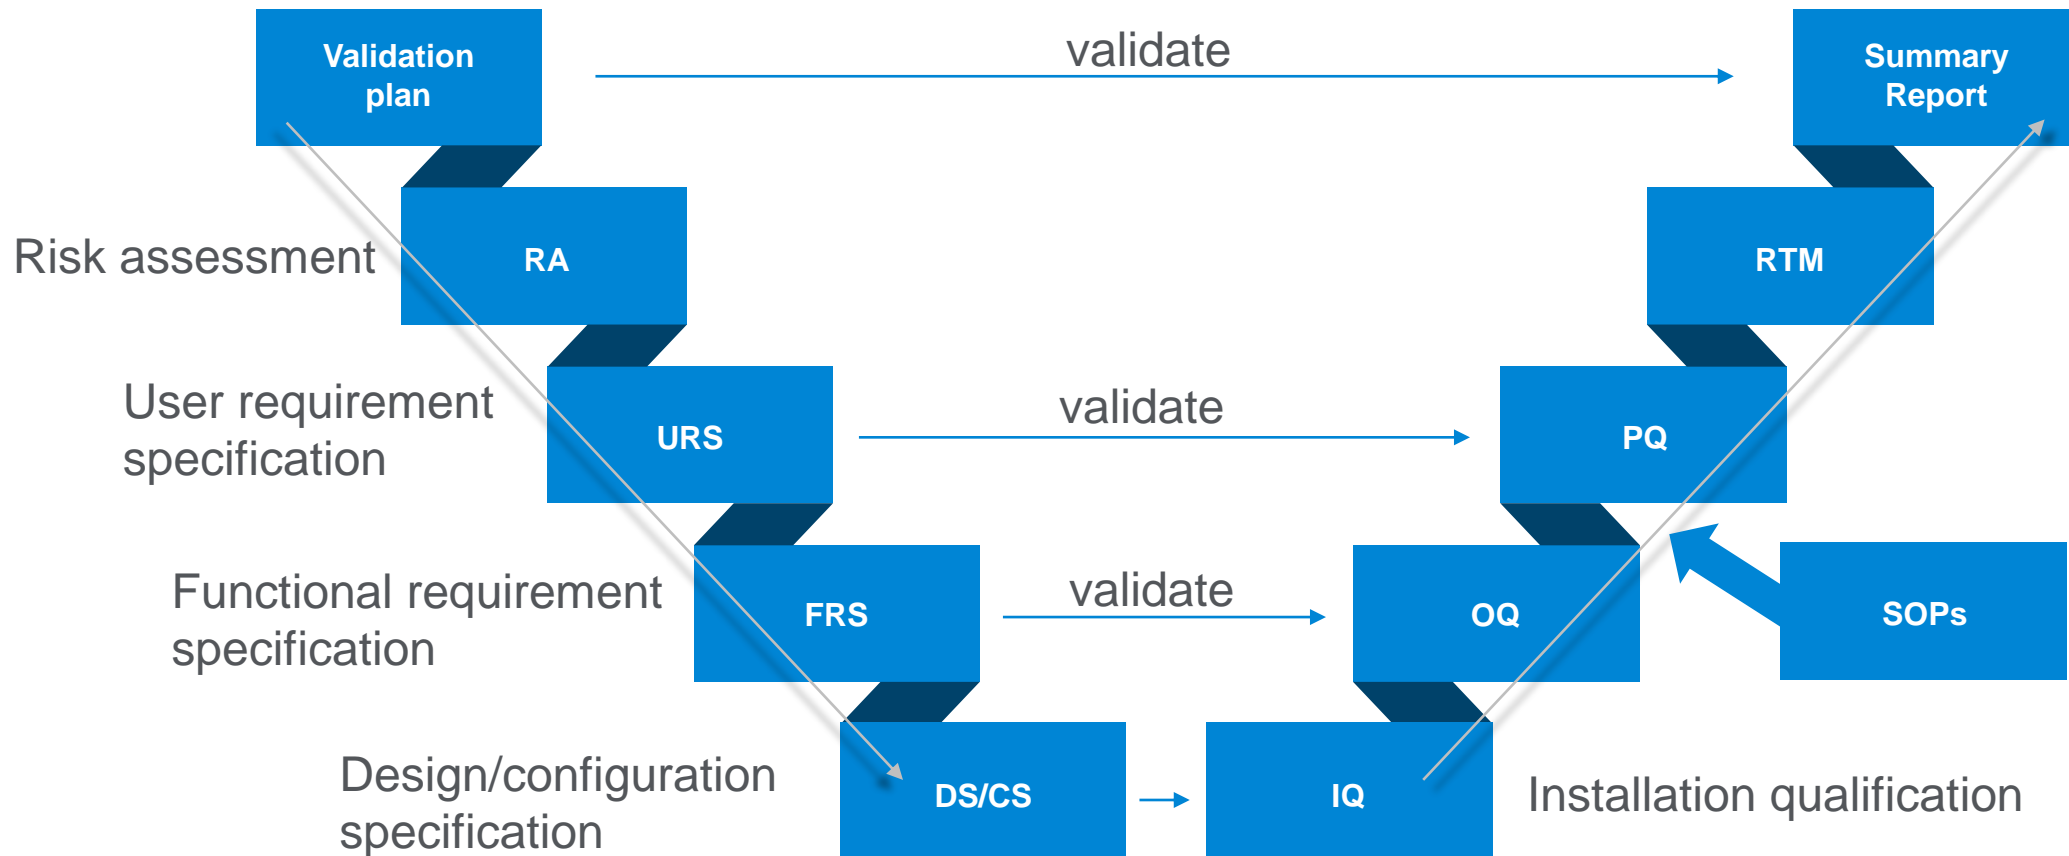 Validation
plan
validate
Summary
Report
Risk assessment
RA
RTM
User requirement
specification
URS
validate
PQ
Functional requirement
specification
FRS
validate
OQ
SOPs
Design/configuration
specification
DS/CS
IQ
Installation qualification